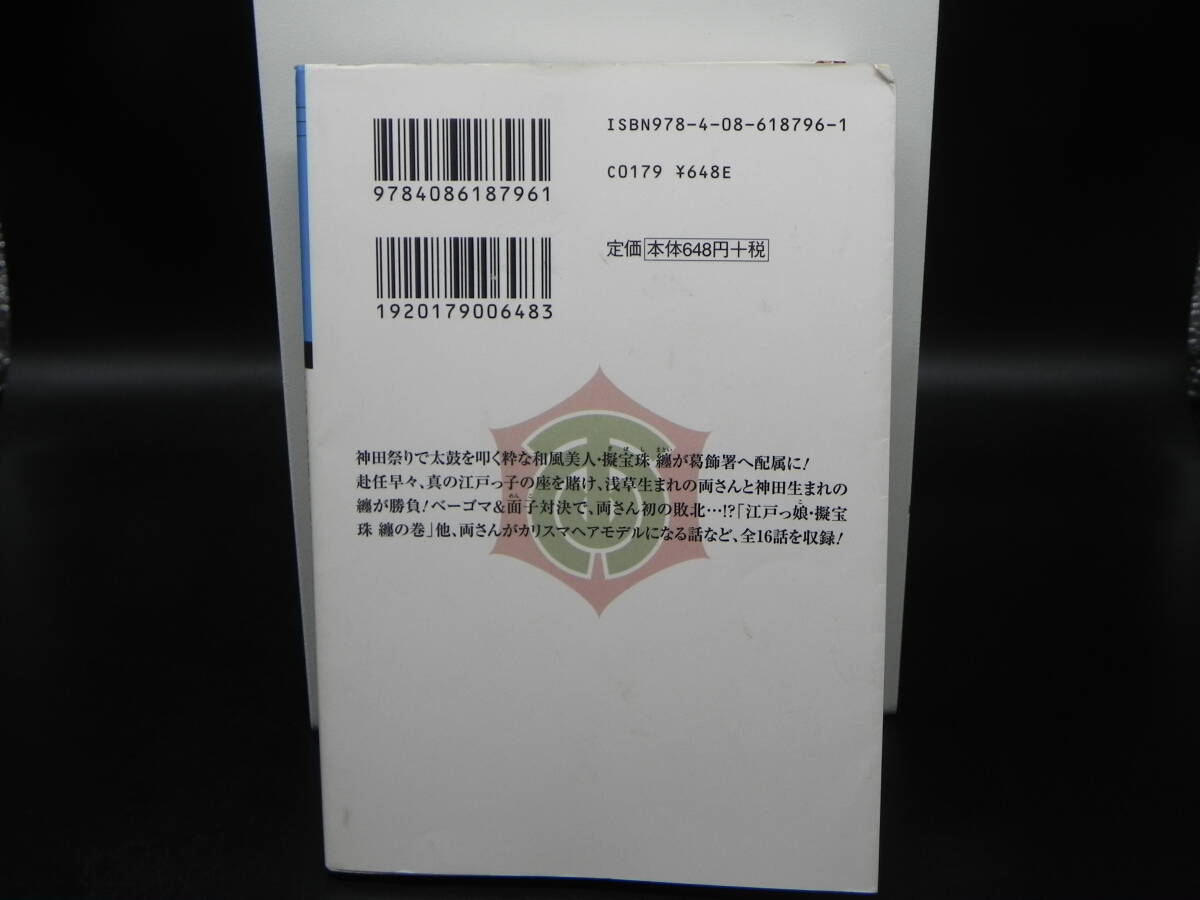 ISBN978-4-08-618796-1
9784086187961
C0179 ¥648E
定価 本体648円+税
1920179006483
神田祭りで太鼓を叩く粋な和風美人・擬宝珠 纏が葛飾署へ配属に!
赴任早々、真の江戸っ子の座を賭け、浅草生まれの両さんと神田生まれの
纏が勝負!ベーゴマ&面子対決で、両さん初の敗北…!?「江戸っ娘・擬宝
珠 纏の巻」他、両さんがカリスマヘアモデルになる話など、全16話を収録!